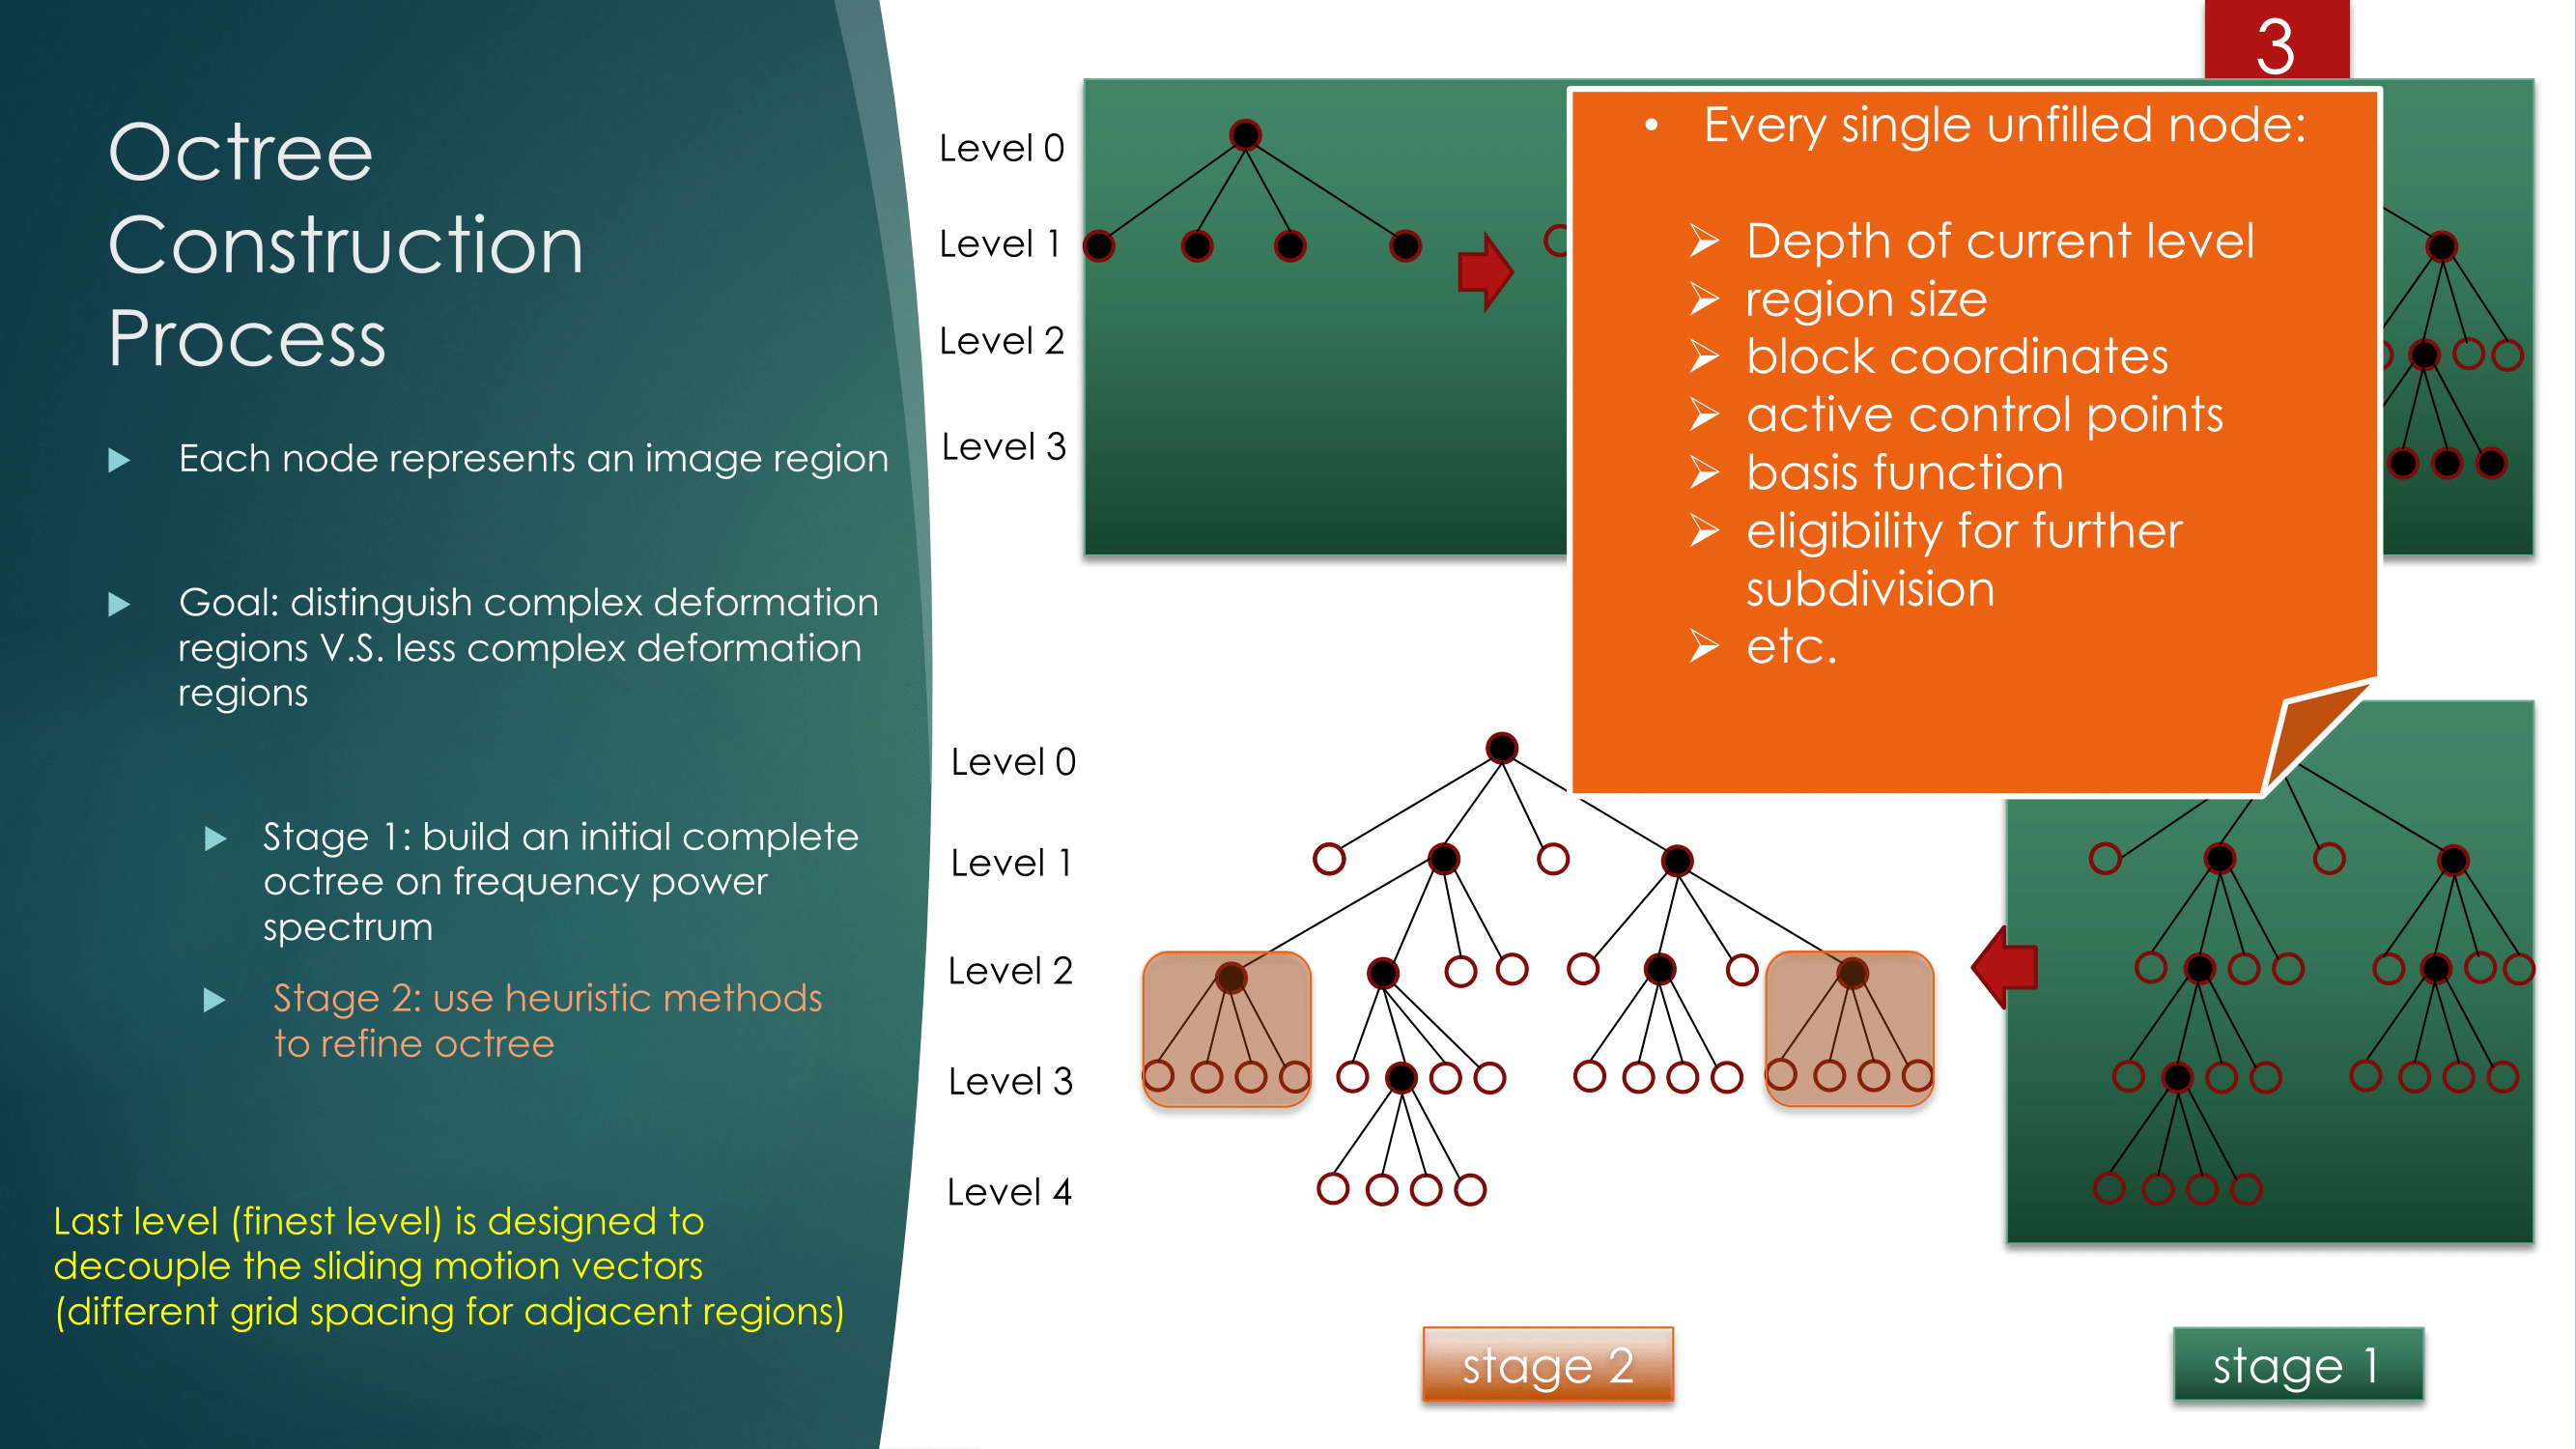 3
Octree
Construction
Process
Each node represents an image region
Goal: distinguish complex deformation
regions V.S. less complex deformation
regions
Stage 1: build an initial complete
octree on frequency power
spectrum
Stage 2: use heuristic methods
to refine octree
Last level (finest level) is designed to
decouple the sliding motion vectors
(different grid spacing for adjacent regions)
Level 0
Level 1
Level 2
Level 3
• Every single unfilled node:
Depth of current level
region size
block coordinates
active control points
basis function
eligibility for further
subdivision
etc.
Level 0
Level 1
Level 2
Level 3
Level 4
stage 2
stage 1